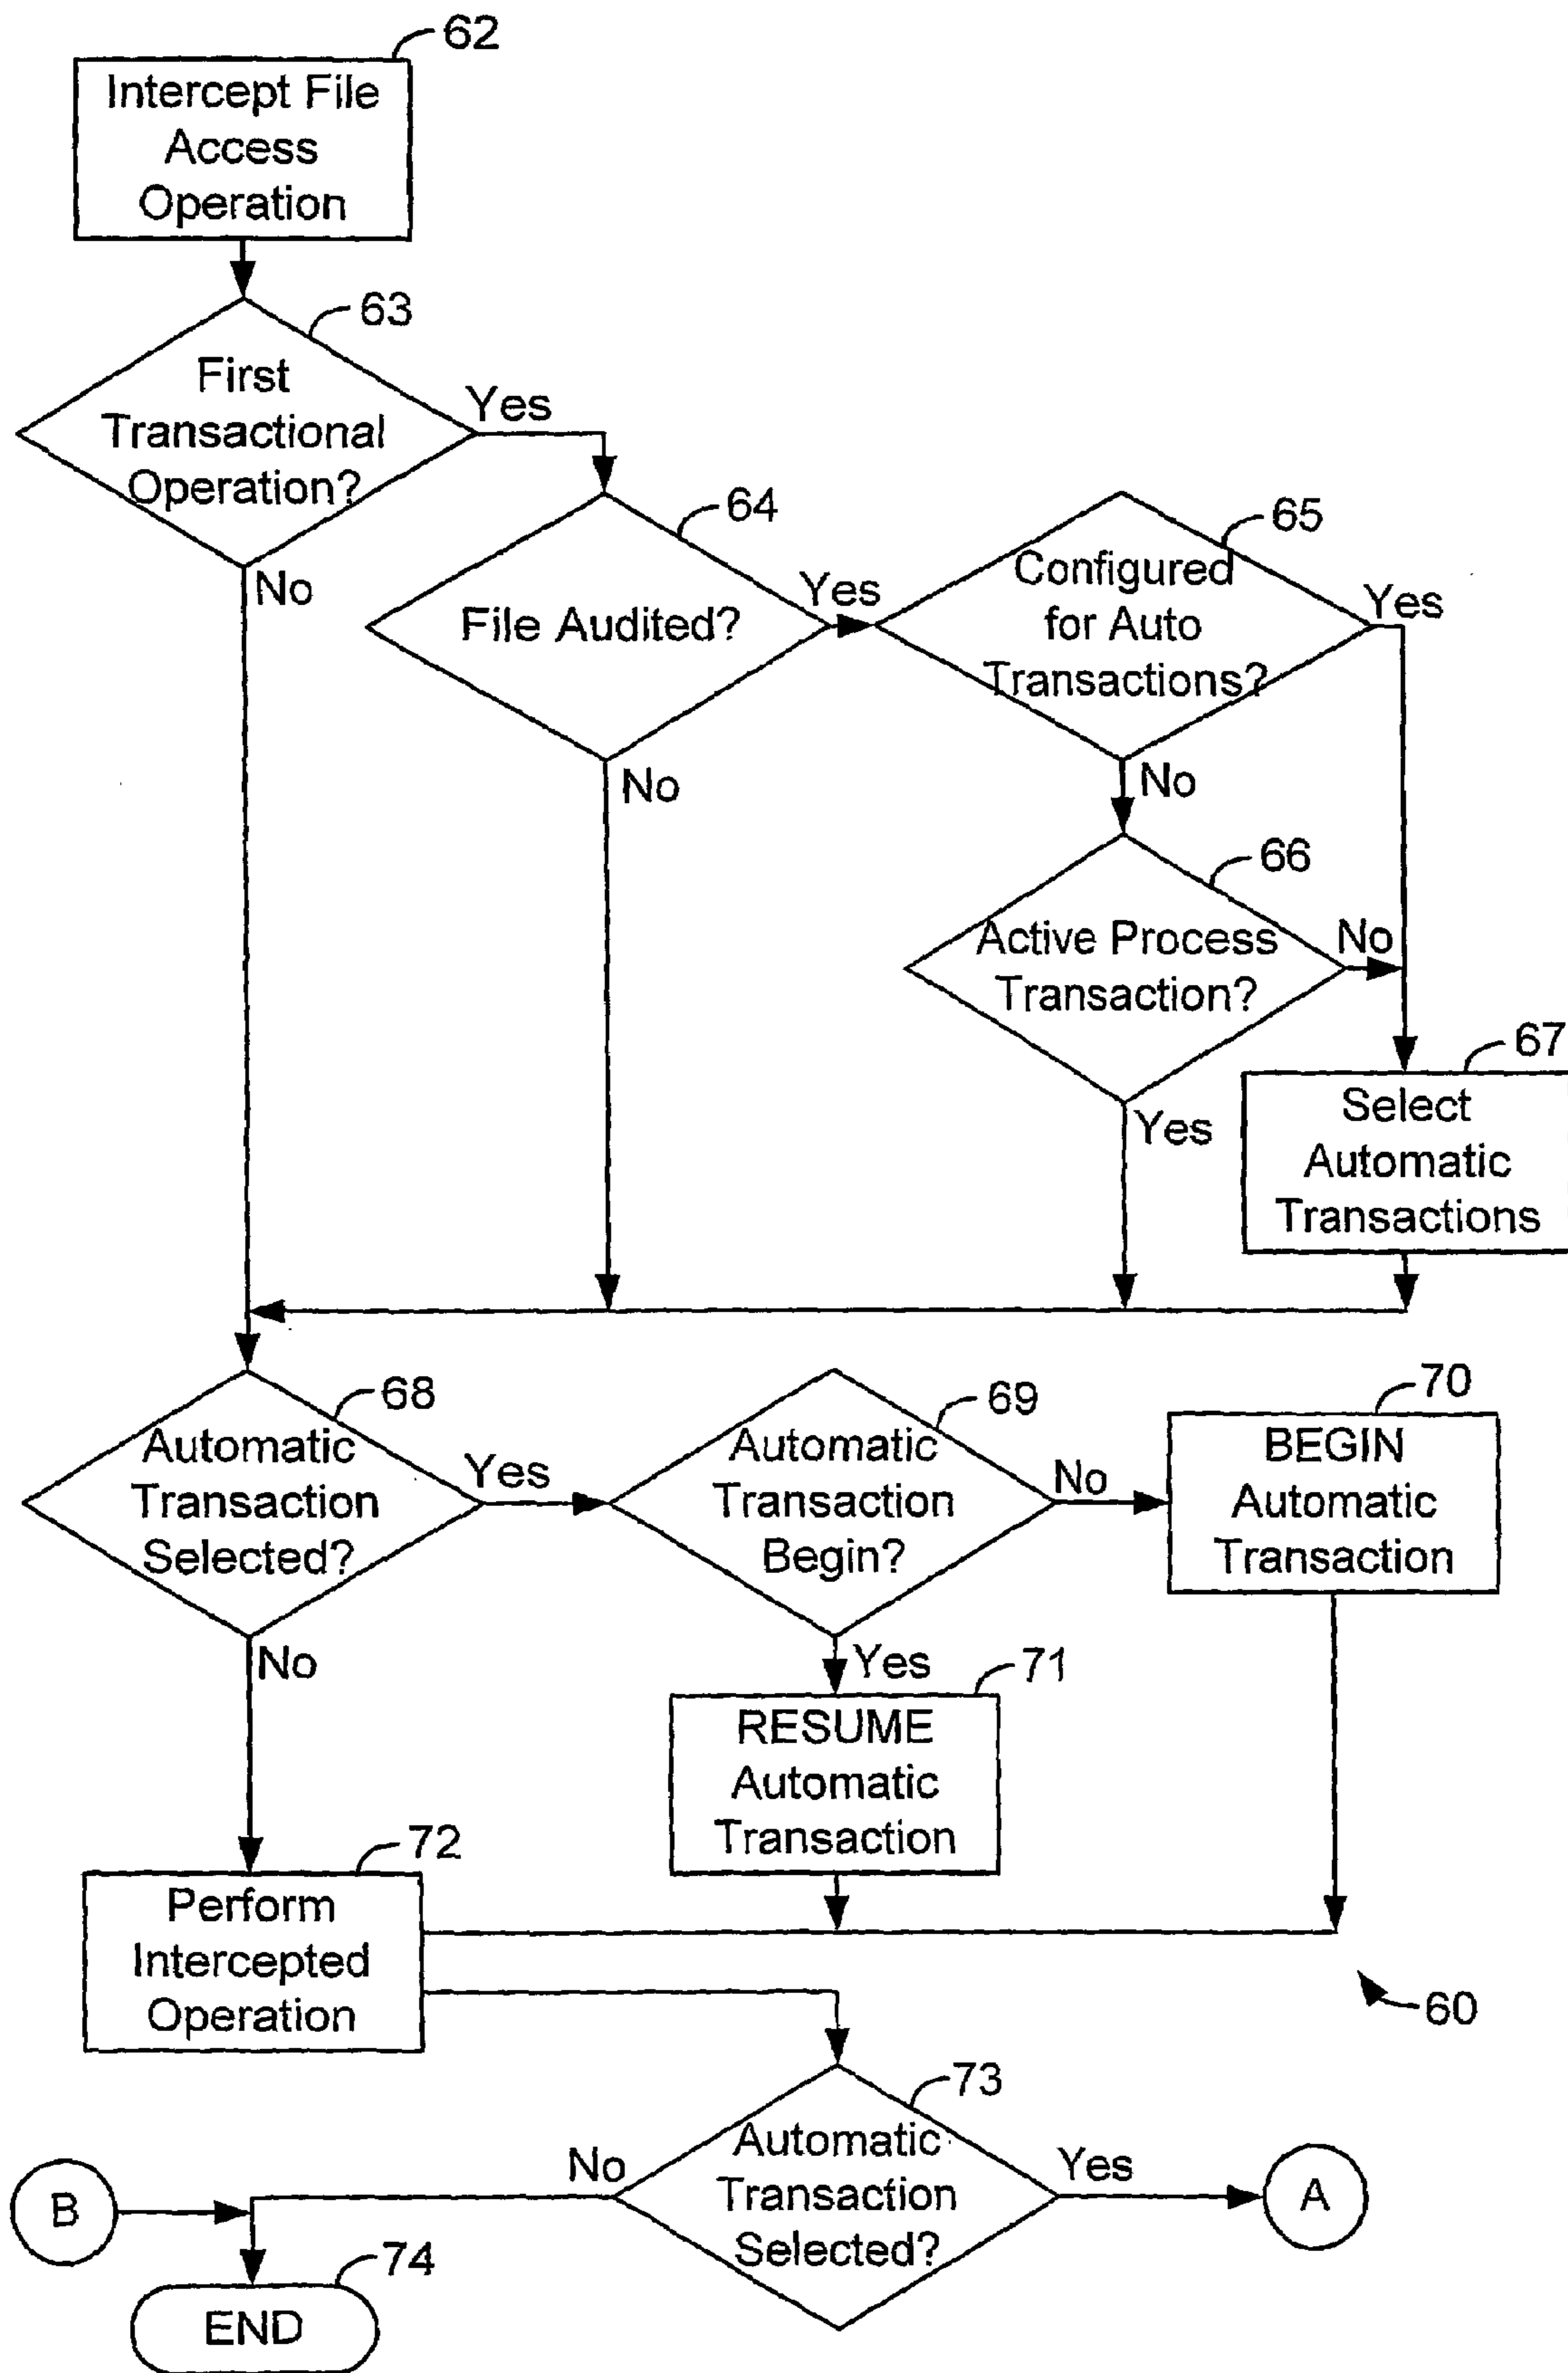 62
Intercept File
Access
Operation
63
First
Transactional
Operation?
Yes
No
64
File Audited?
Yes
No
65
Configured
for Auto
Transactions?
Yes
No
66
Active Process
Transaction?
No
Yes
67
Select
Automatic
Transactions
68
Automatic
Transaction
Selected?
Yes
No
69
Automatic
Transaction
Begin?
No
Yes
70
BEGIN
Automatic
Transaction
71
RESUME
Automatic
Transaction
72
Perform
Intercepted
Operation
60
73
Automatic
Transaction
Selected?
No
Yes
A
B
74
END